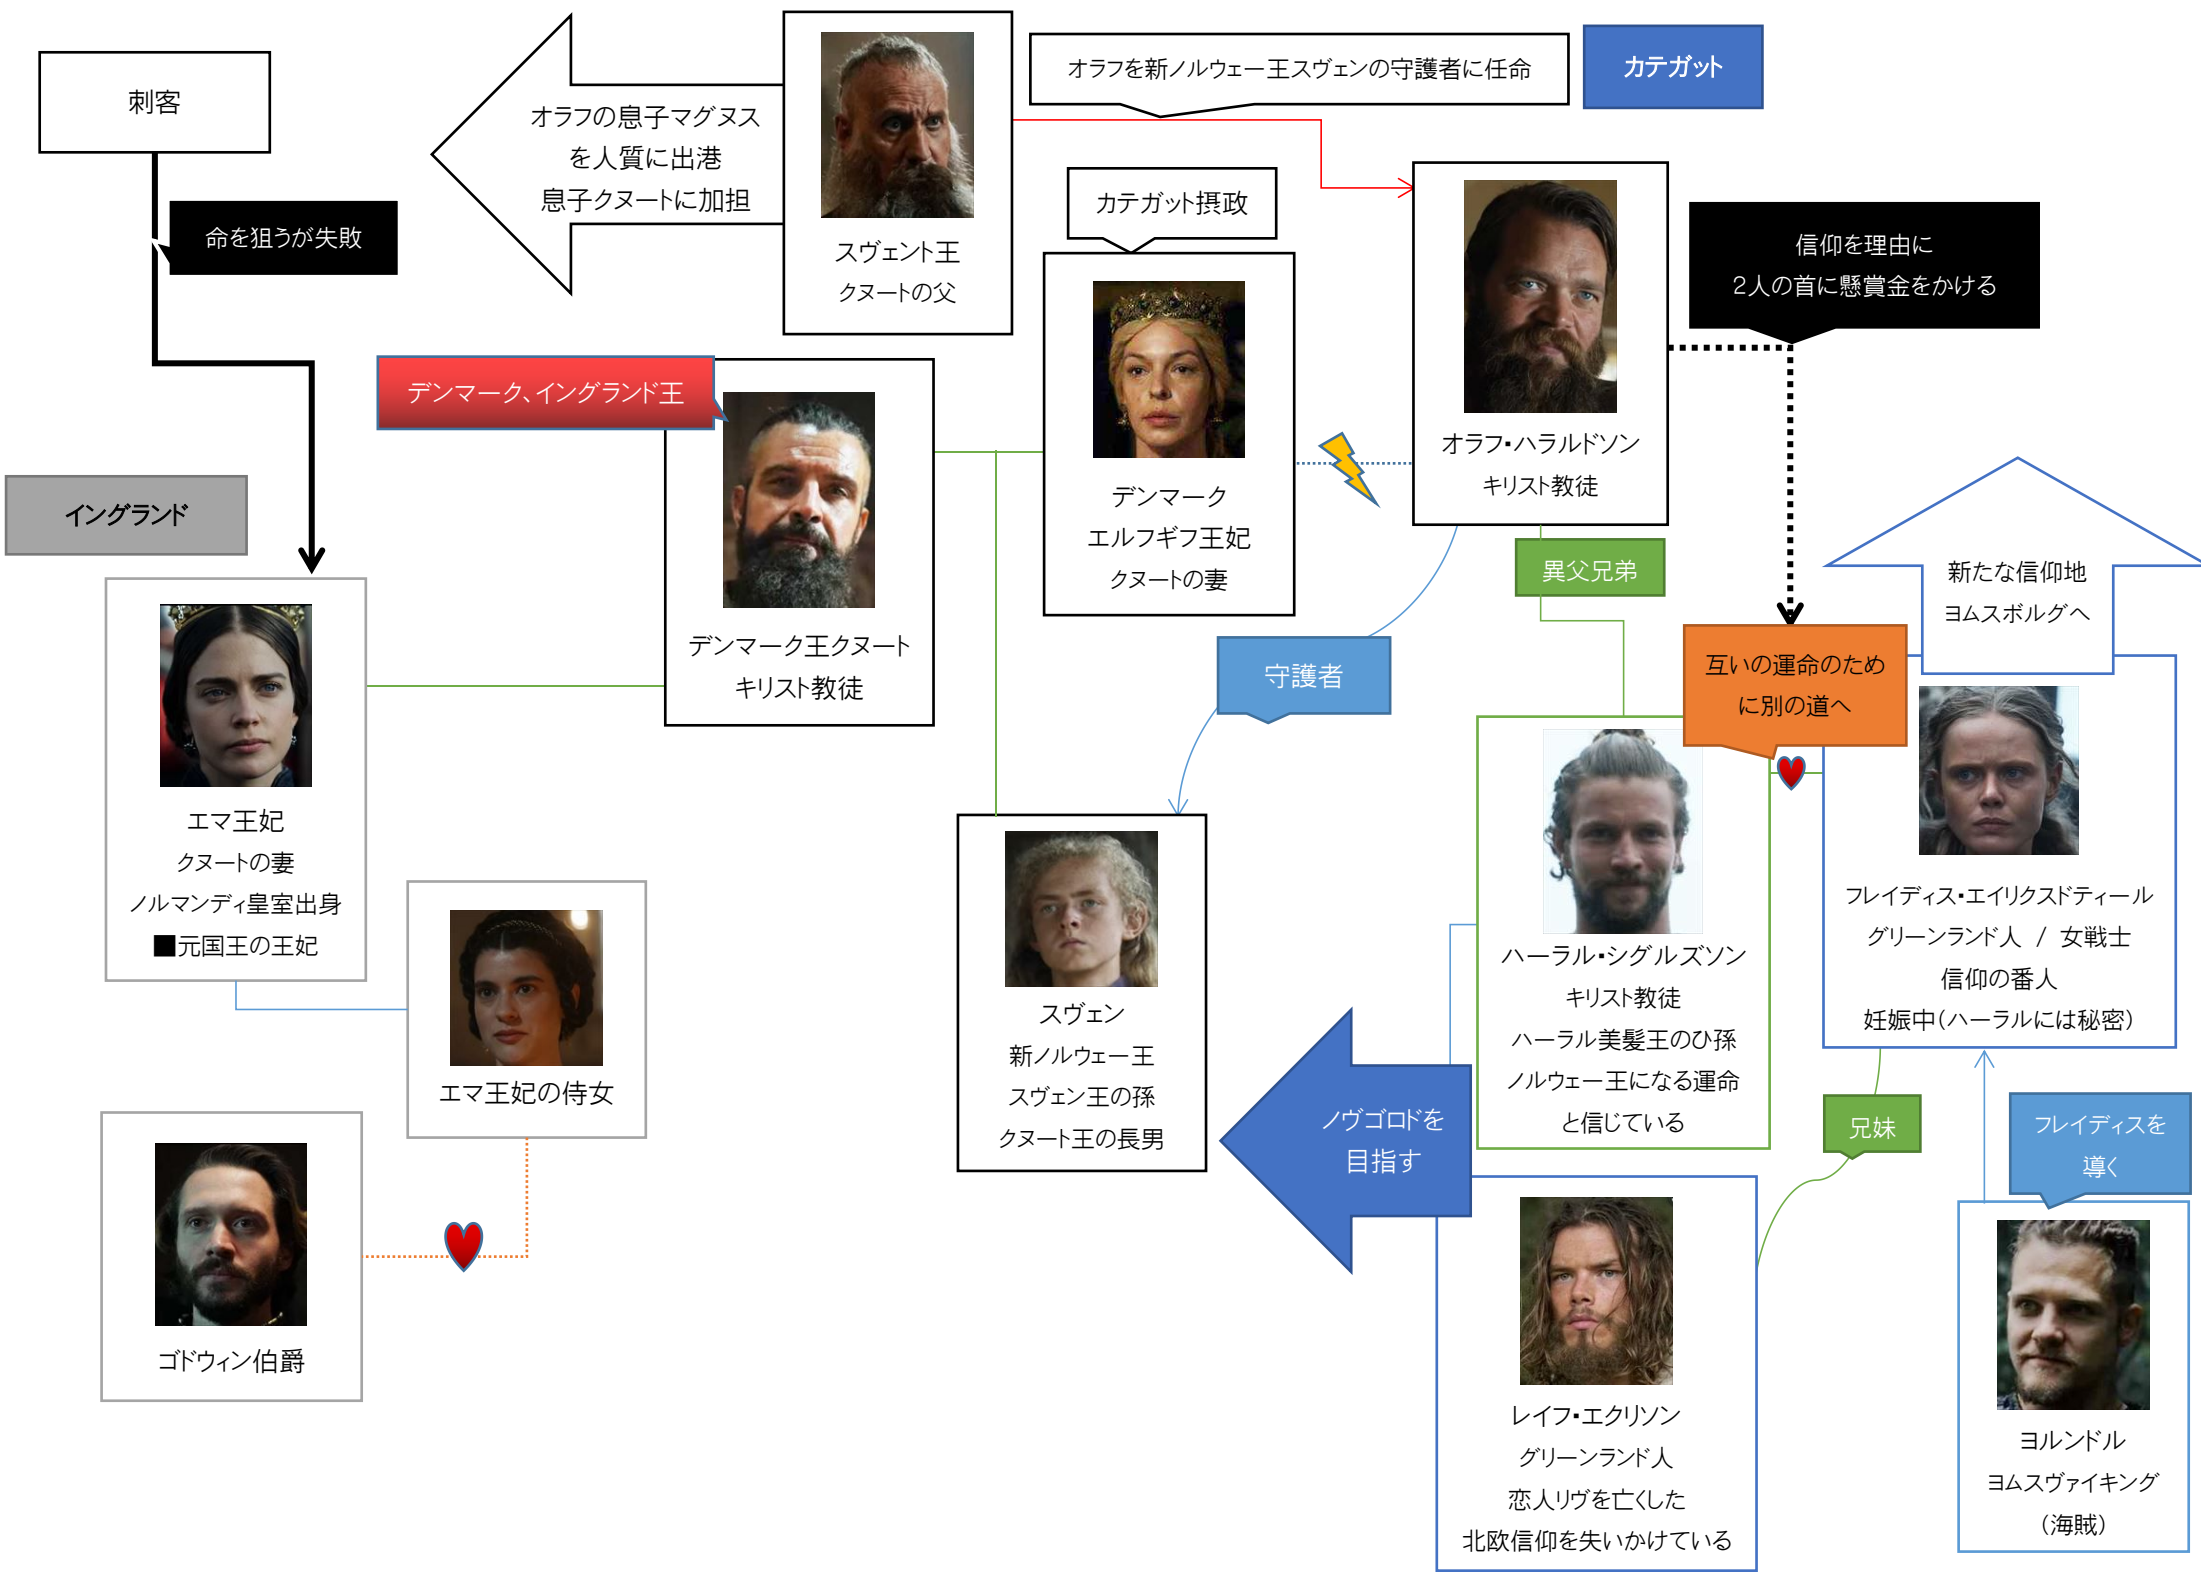 刺客
命を狙うが失敗
オラフの息子マグヌス
を人質に出港
息子クヌートに加担
スヴェント王
クヌートの父
オラフを新ノルウェー王スヴェンの守護者に任命
カテガット
カテガット摂政
デンマーク
エルフギフ王妃
クヌートの妻
オラフ・ハラルドソン
キリスト教徒
信仰を理由に
2人の首に懸賞金をかける
デンマーク、イングランド王
デンマーク王クヌート
キリスト教徒
イングランド
エマ王妃
クヌートの妻
ノルマンディ皇室出身
■元国王の王妃
エマ王妃の侍女
ゴドウィン伯爵
異父兄弟
守護者
新たな信仰地
ヨムスボルグへ
互いの運命のため
に別の道へ
スヴェン
新ノルウェー王
スヴェン王の孫
クヌート王の長男
ハーラル・シグルズソン
キリスト教徒
ハーラル美髪王のひ孫
ノルウェー王になる運命
と信じている
フレイディス・エイリクスドティール
グリーンランド人 / 女戦士
信仰の番人
妊娠中(ハーラルには秘密)
ノヴゴロドを
目指す
兄妹
フレイディスを
導く
レイフ・エクリソン
グリーンランド人
恋人リヴを亡くした
北欧信仰を失いかけている
ヨルンドル
ヨムスヴァイキング
(海賊)